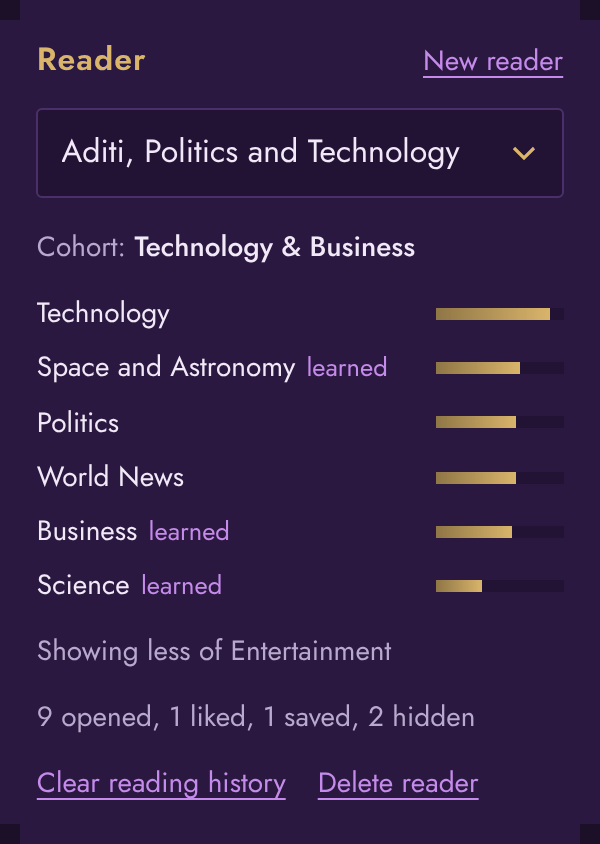 Reader
New reader
Aditi, Politics and Technology
Cohort: Technology & Business
Technology
Space and Astronomy learned
Politics
World News
Business learned
Science learned
Showing less of Entertainment
9 opened, 1 liked, 1 saved, 2 hidden
Clear reading history
Delete reader